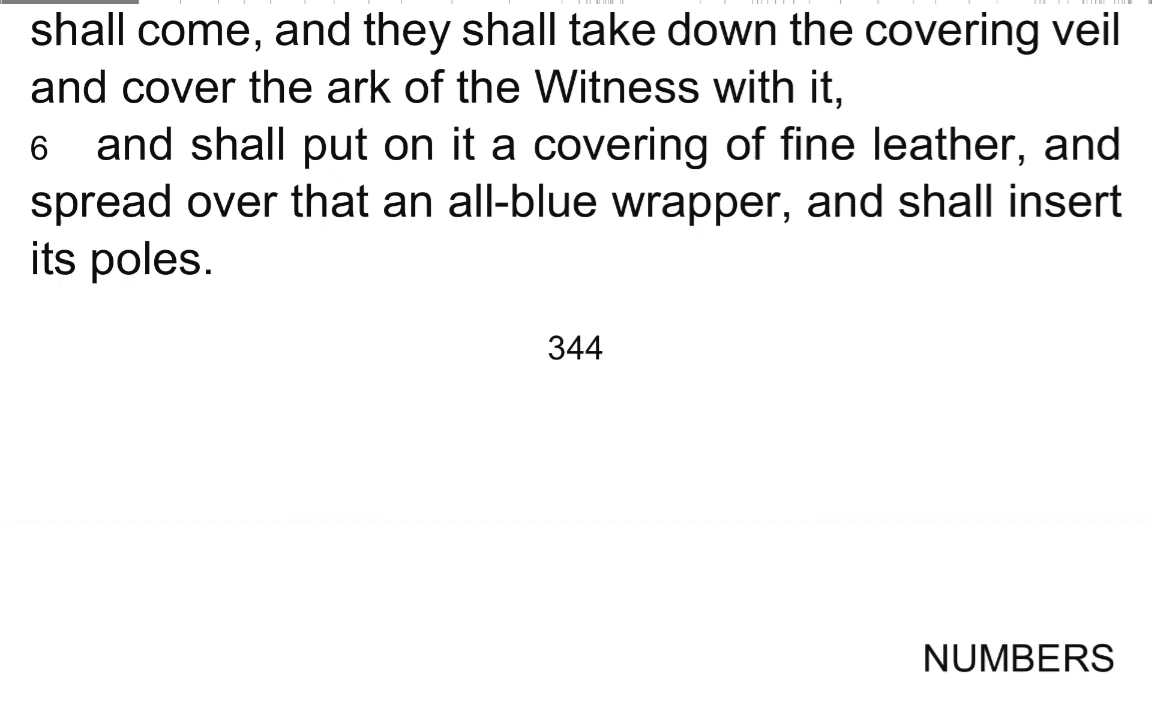 shall come, and they shall take down the covering veil
and cover the ark of the Witness with it,
6 and shall put on it a covering of fine leather, and
spread over that an all-blue wrapper, and shall insert
its poles.
344
NUMBERS